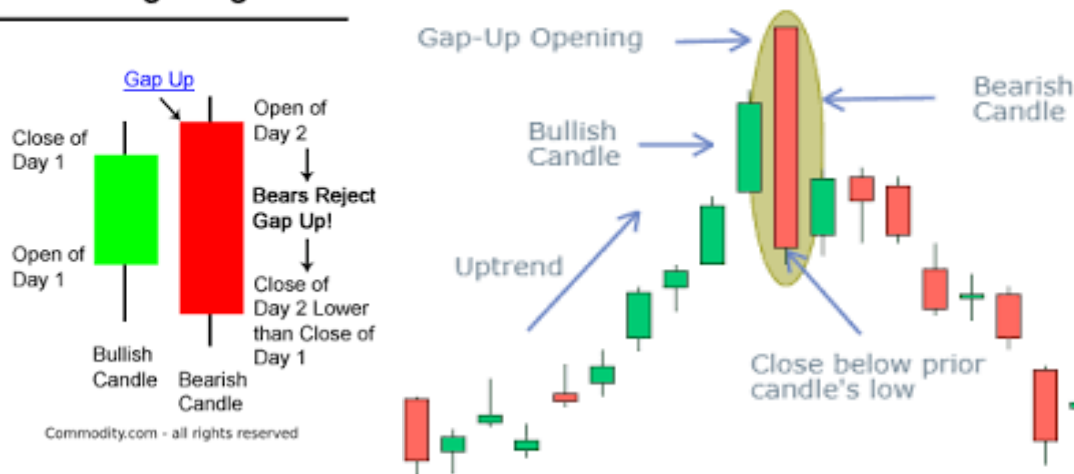 Gap Up
Close of
Day 1
Open of
Day 1
Open of
Day 2
Bears Reject
Gap Up!
Close of
Day 2 Lower
than Close of
Day 1
Bullish
Candle
Bearish
Candle
Commodity.com - all rights reserved
Gap-Up Opening
Bullish
Candle
Bearish
Candle
Uptrend
Close below prior
candle's low